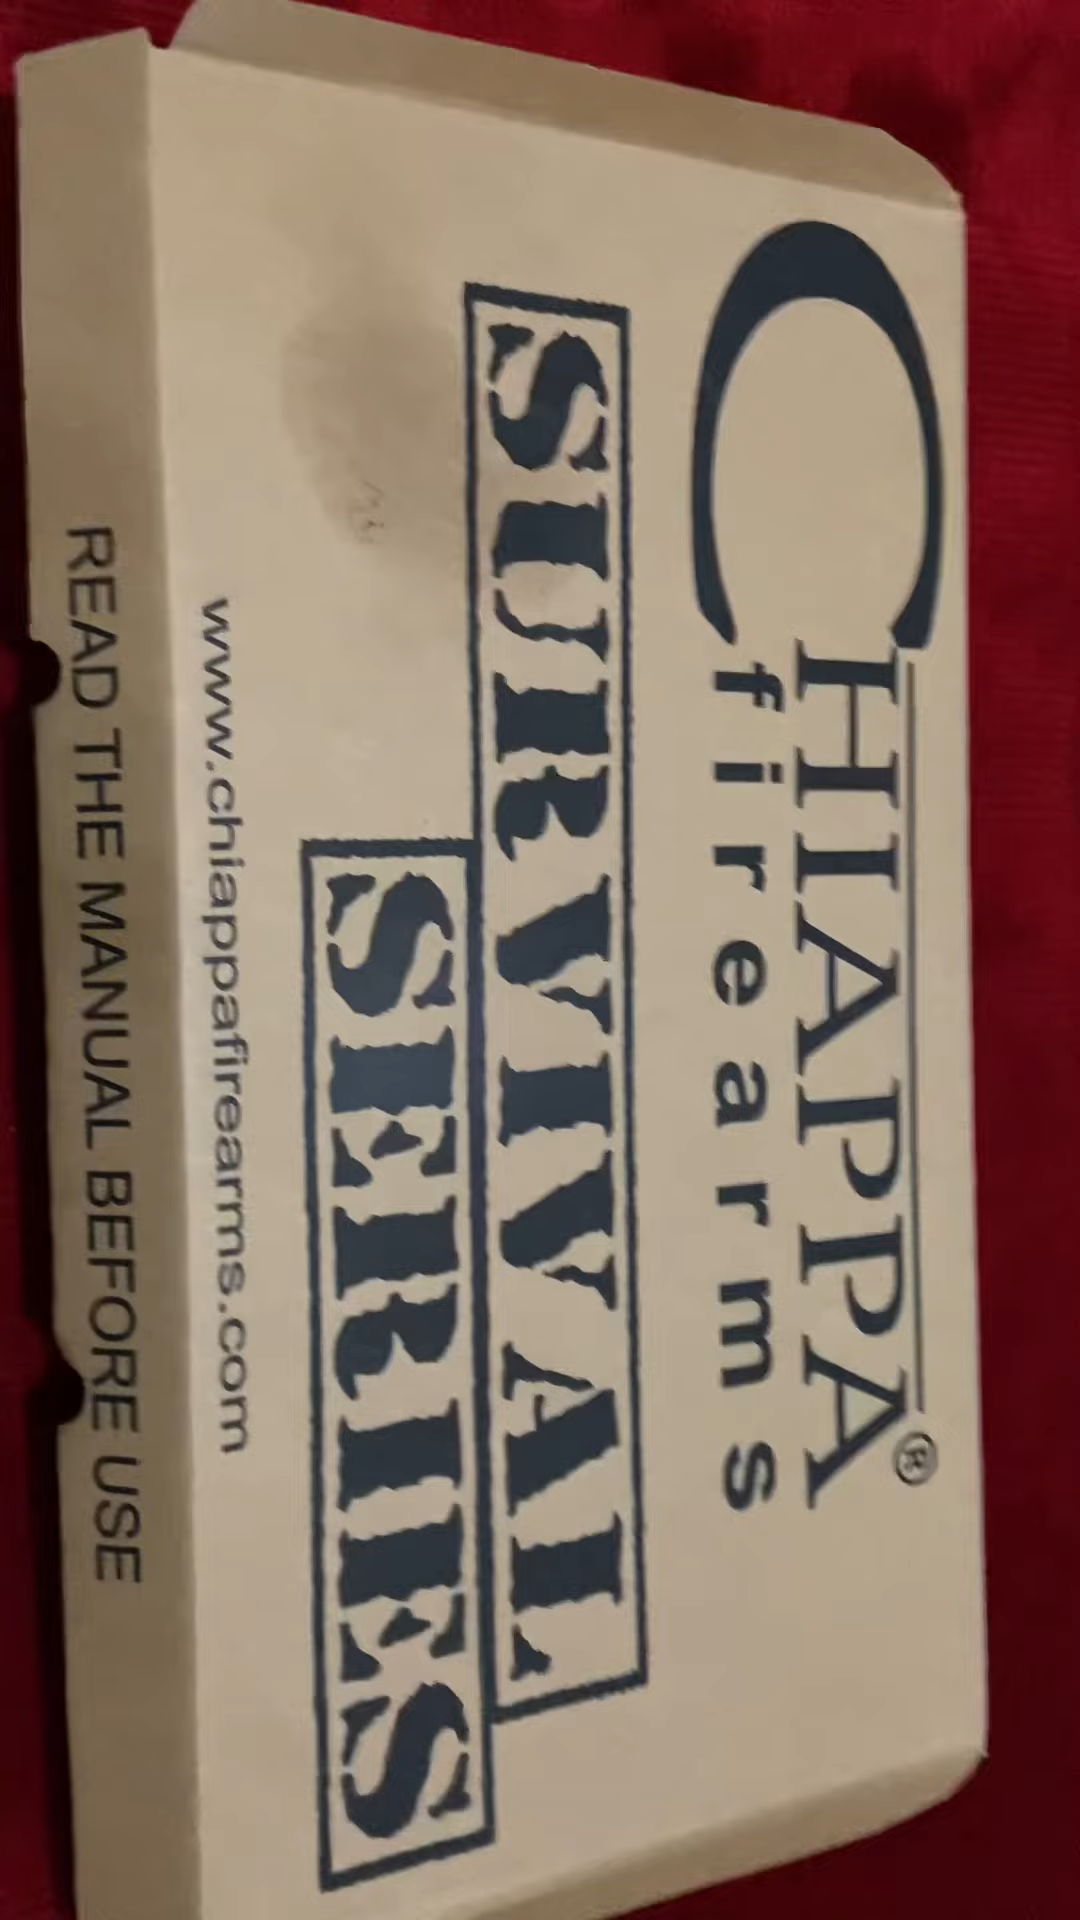 CHIAPPA®
firearms
SURVIVAL
SERIES
www.chiappafirearms.com
READ THE MANUAL BEFORE USE